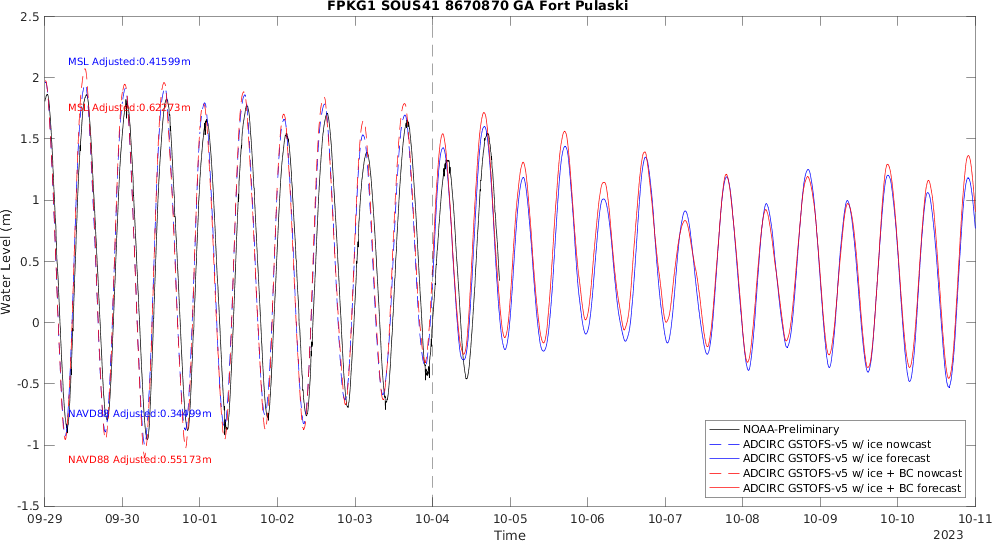 FPKG1 SOUS41 8670870 GA Fort Pulaski
2.5
2
1.5
1
0.5
0
-0.5
-1
-1.5
Water Level (m)
MSL Adjusted:0.41599m
MSL Adjusted:0.62273m
NAVD88 Adjusted:0.34499m
NAVD88 Adjusted:0.55173m
NOAA-Preliminary
ADCIRC GSTOFS-v5 w/ ice nowcast
ADCIRC GSTOFS-v5 w/ ice forecast
ADCIRC GSTOFS-v5 w/ ice + BC nowcast
ADCIRC GSTOFS-v5 w/ ice + BC forecast
09-29 09-30 10-01 10-02 10-03 10-04 10-05 10-06 10-07 10-08 10-09 10-10 10-11
Time
2023